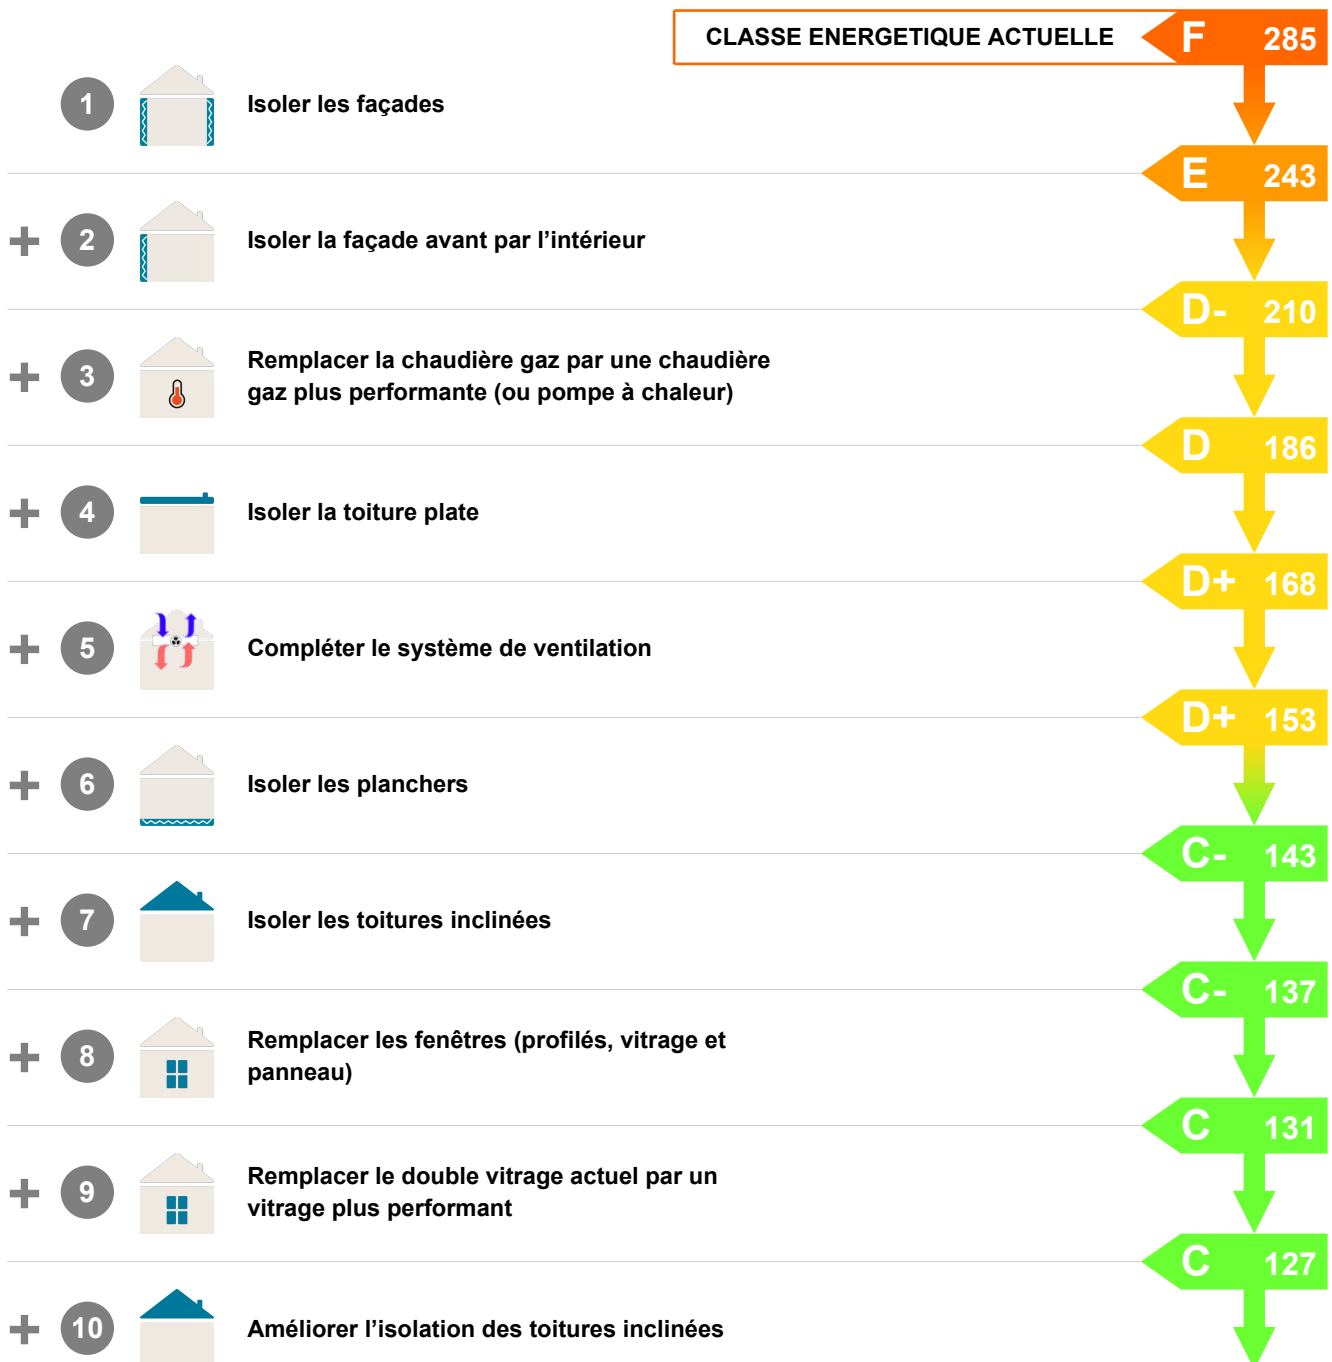 CLASSE ENERGETIQUE ACTUELLE F 285
1 Isoler les façades
E 243
+ 2 Isoler la façade avant par l'intérieur
D- 210
+ 3 Remplacer la chaudière gaz par une chaudière
gaz plus performante (ou pompe à chaleur)
D 186
+ 4 Isoler la toiture plate
D+ 168
+ 5 Compléter le système de ventilation
D+ 153
+ 6 Isoler les planchers
C- 143
+ 7 Isoler les toitures inclinées
C- 137
+ 8 Remplacer les fenêtres (profilés, vitrage et
panneau)
C 131
+ 9 Remplacer le double vitrage actuel par un
vitrage plus performant
C 127
+ 10 Améliorer l'isolation des toitures inclinées